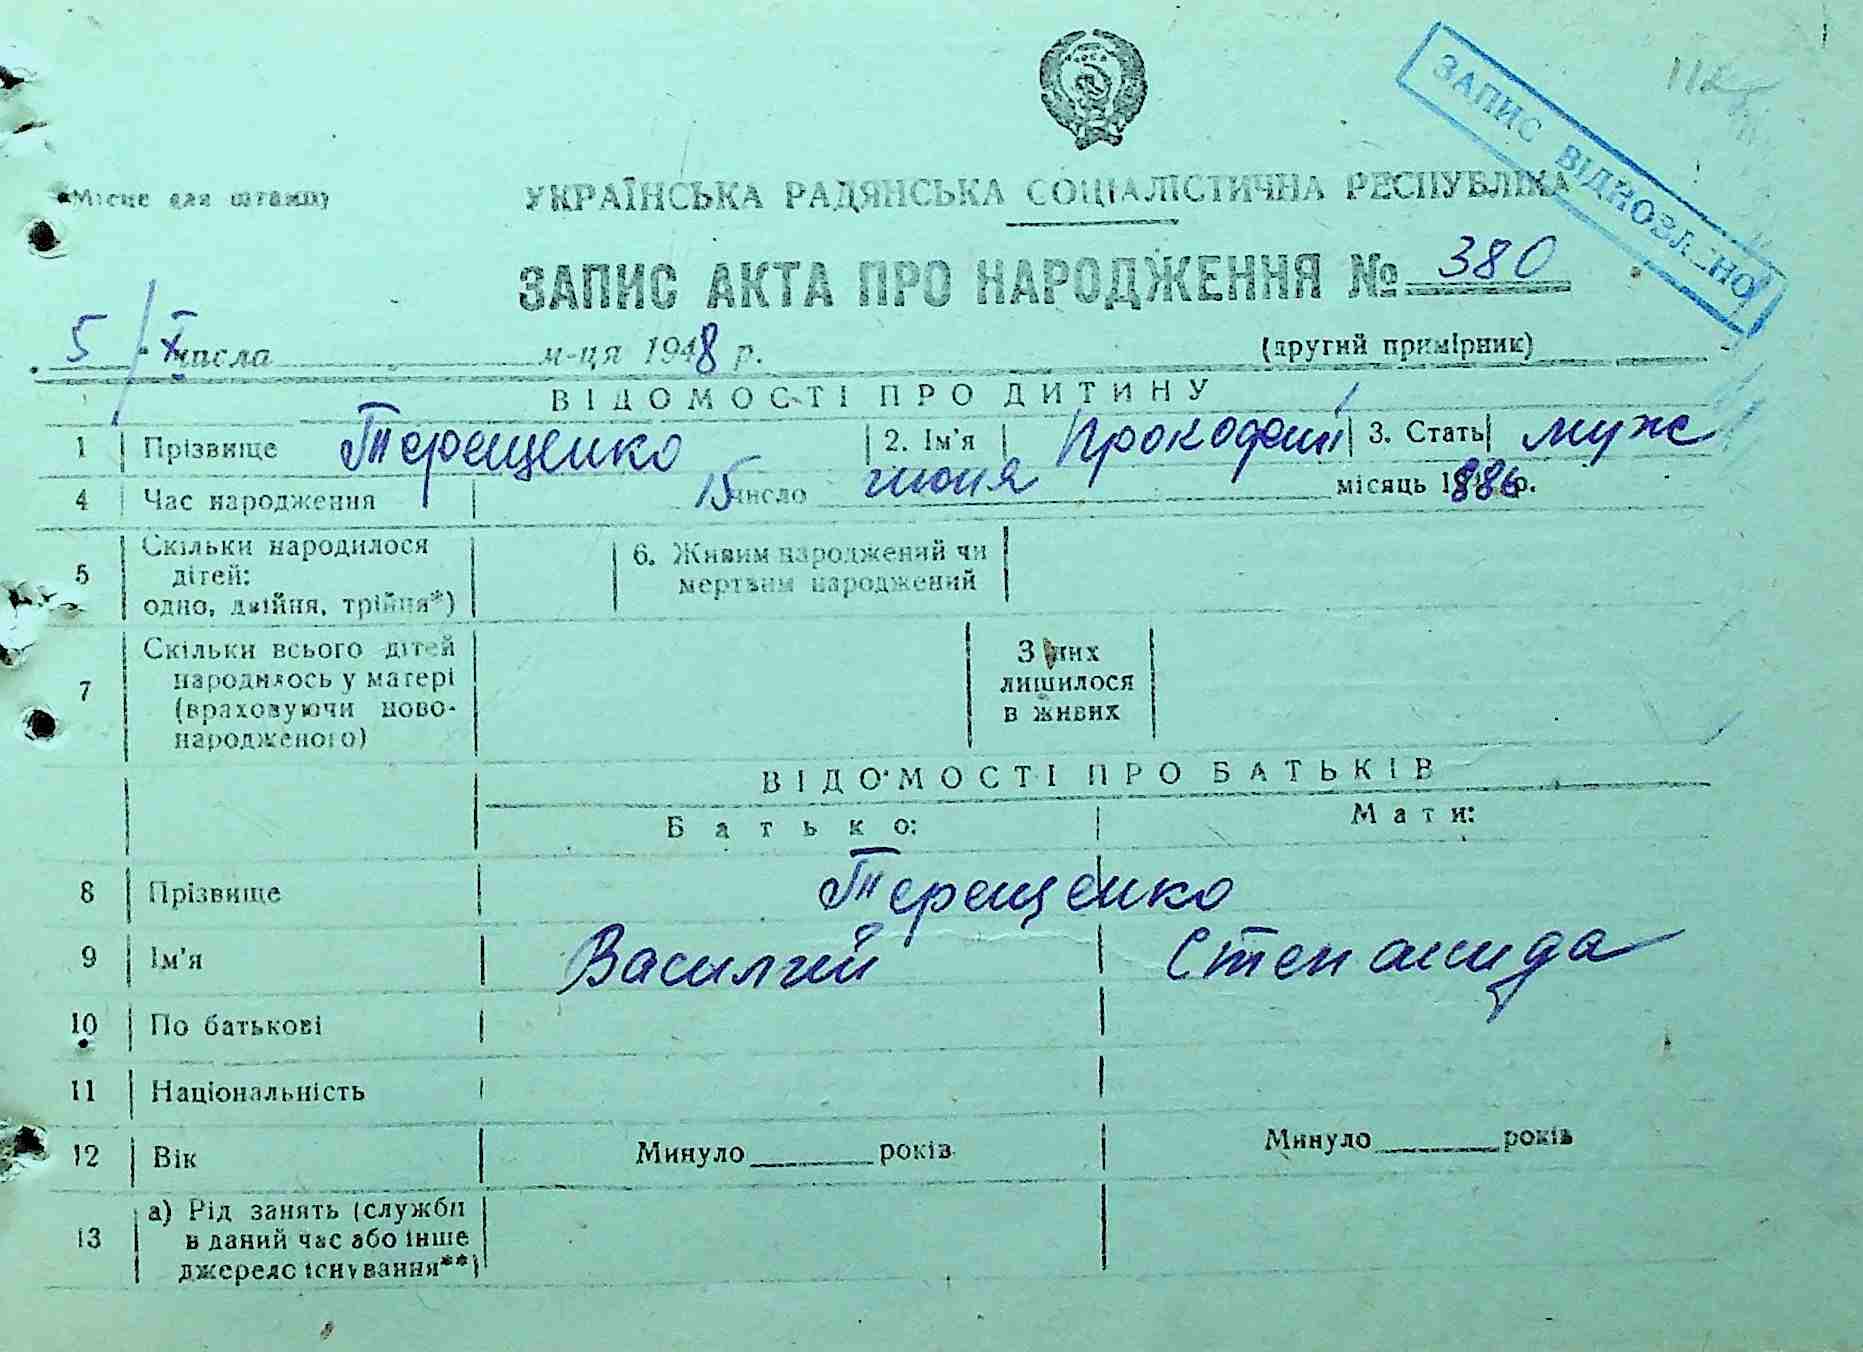 ЗАПИС ВІДНОВЛЕНО
Місце для штампу
УКРАЇНСЬКА РАДЯНСЬКА СОЦІАЛІСТИЧНА РЕСПУБЛІКА
ЗАПИС АКТА ПРО НАРОДЖЕННЯ № 380
5/X числа м-ця 1948 р. (другий примірник)
ВІДОМОСТІ ПРО ДИТИНУ
1 Прізвище Терещенко 2. Ім'я Прокофий 3. Стать муж
4 Час народження 15 число июня місяць 1886 р.
5 Скільки народилося дітей: одно, двійня, трійня*) 6. Живим народжений чи мертвим народжений
7 Скільки всього дітей народилось у матері (враховуючи новонародженого) З них лишилося в живих
ВІДОМОСТІ ПРО БАТЬКІВ
Батько: Мати:
8 Прізвище Терещенко
9 Ім'я Василий Степанида
10 По батькові
11 Національність
12 Вік Минуло років Минуло років
13 а) Рід занять (служби в даний час або інше джерело існування**)